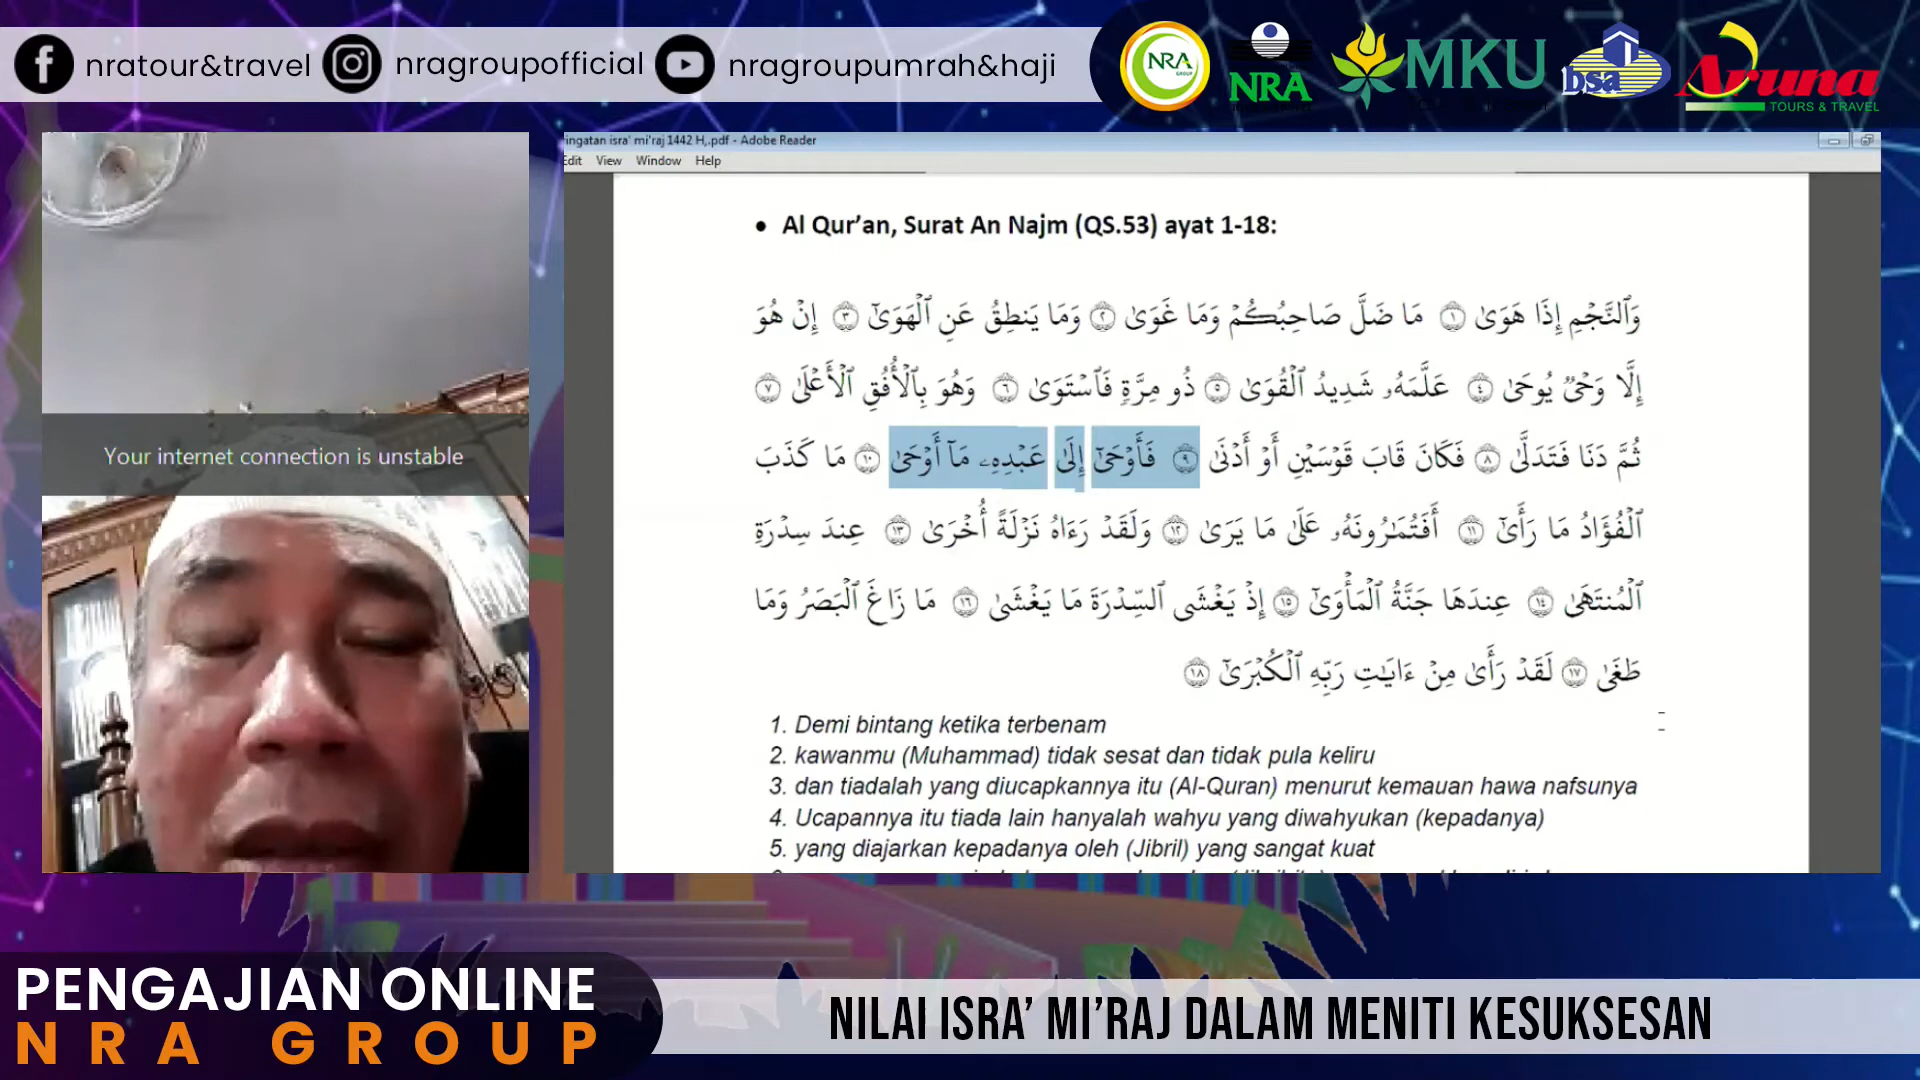 nratour&travel nragroupofficial nragroupumrah&haji
NRA
GROUP
NRA
MKU
bsa
Aruna
TOURS & TRAVEL
ingatan isra' mi'raj 1442 H,.pdf - Adobe Reader
Edit View Window Help
• Al Qur’an, Surat An Najm (QS.53) ayat 1-18:
وَٱلنَّجْمِ إِذَا هَوَىٰ ١ مَا ضَلَّ صَاحِبُكُمْ وَمَا غَوَىٰ ٢ وَمَا يَنطِقُ عَنِ ٱلْهَوَىٰٓ ٣ إِنْ هُوَ
إِلَّا وَحْىٌ يُوحَىٰ ٤ عَلَّمَهُۥ شَدِيدُ ٱلْقُوَىٰ ٥ ذُو مِرَّةٍ فَٱسْتَوَىٰ ٦ وَهُوَ بِٱلْأُفُقِ ٱلْأَعْلَىٰ ٧
ثُمَّ دَنَا فَتَدَلَّىٰ ٨ فَكَانَ قَابَ قَوْسَيْنِ أَوْ أَدْنَىٰ ٩ فَأَوْحَىٰٓ إِلَىٰ عَبْدِهِۦ مَآ أَوْحَىٰ ١٠ مَا كَذَبَ
ٱلْفُؤَادُ مَا رَأَىٰٓ ١١ أَفَتُمَٰرُونَهُۥ عَلَىٰ مَا يَرَىٰ ١٢ وَلَقَدْ رَءَاهُ نَزْلَةً أُخْرَىٰ ١٣ عِندَ سِدْرَةِ
ٱلْمُنتَهَىٰ ١٤ عِندَهَا جَنَّةُ ٱلْمَأْوَىٰٓ ١٥ إِذْ يَغْشَى ٱلسِّدْرَةَ مَا يَغْشَىٰ ١٦ مَا زَاغَ ٱلْبَصَرُ وَمَا
طَغَىٰ ١٧ لَقَدْ رَأَىٰ مِنْ ءَايَٰتِ رَبِّهِ ٱلْكُبْرَىٰٓ ١٨
1. Demi bintang ketika terbenam
2. kawanmu (Muhammad) tidak sesat dan tidak pula keliru
3. dan tiadalah yang diucapkannya itu (Al-Quran) menurut kemauan hawa nafsunya
4. Ucapannya itu tiada lain hanyalah wahyu yang diwahyukan (kepadanya)
5. yang diajarkan kepadanya oleh (Jibril) yang sangat kuat
Your internet connection is unstable
PENGAJIAN ONLINE
NRA GROUP
NILAI ISRA’ MI’RAJ DALAM MENITI KESUKSESAN